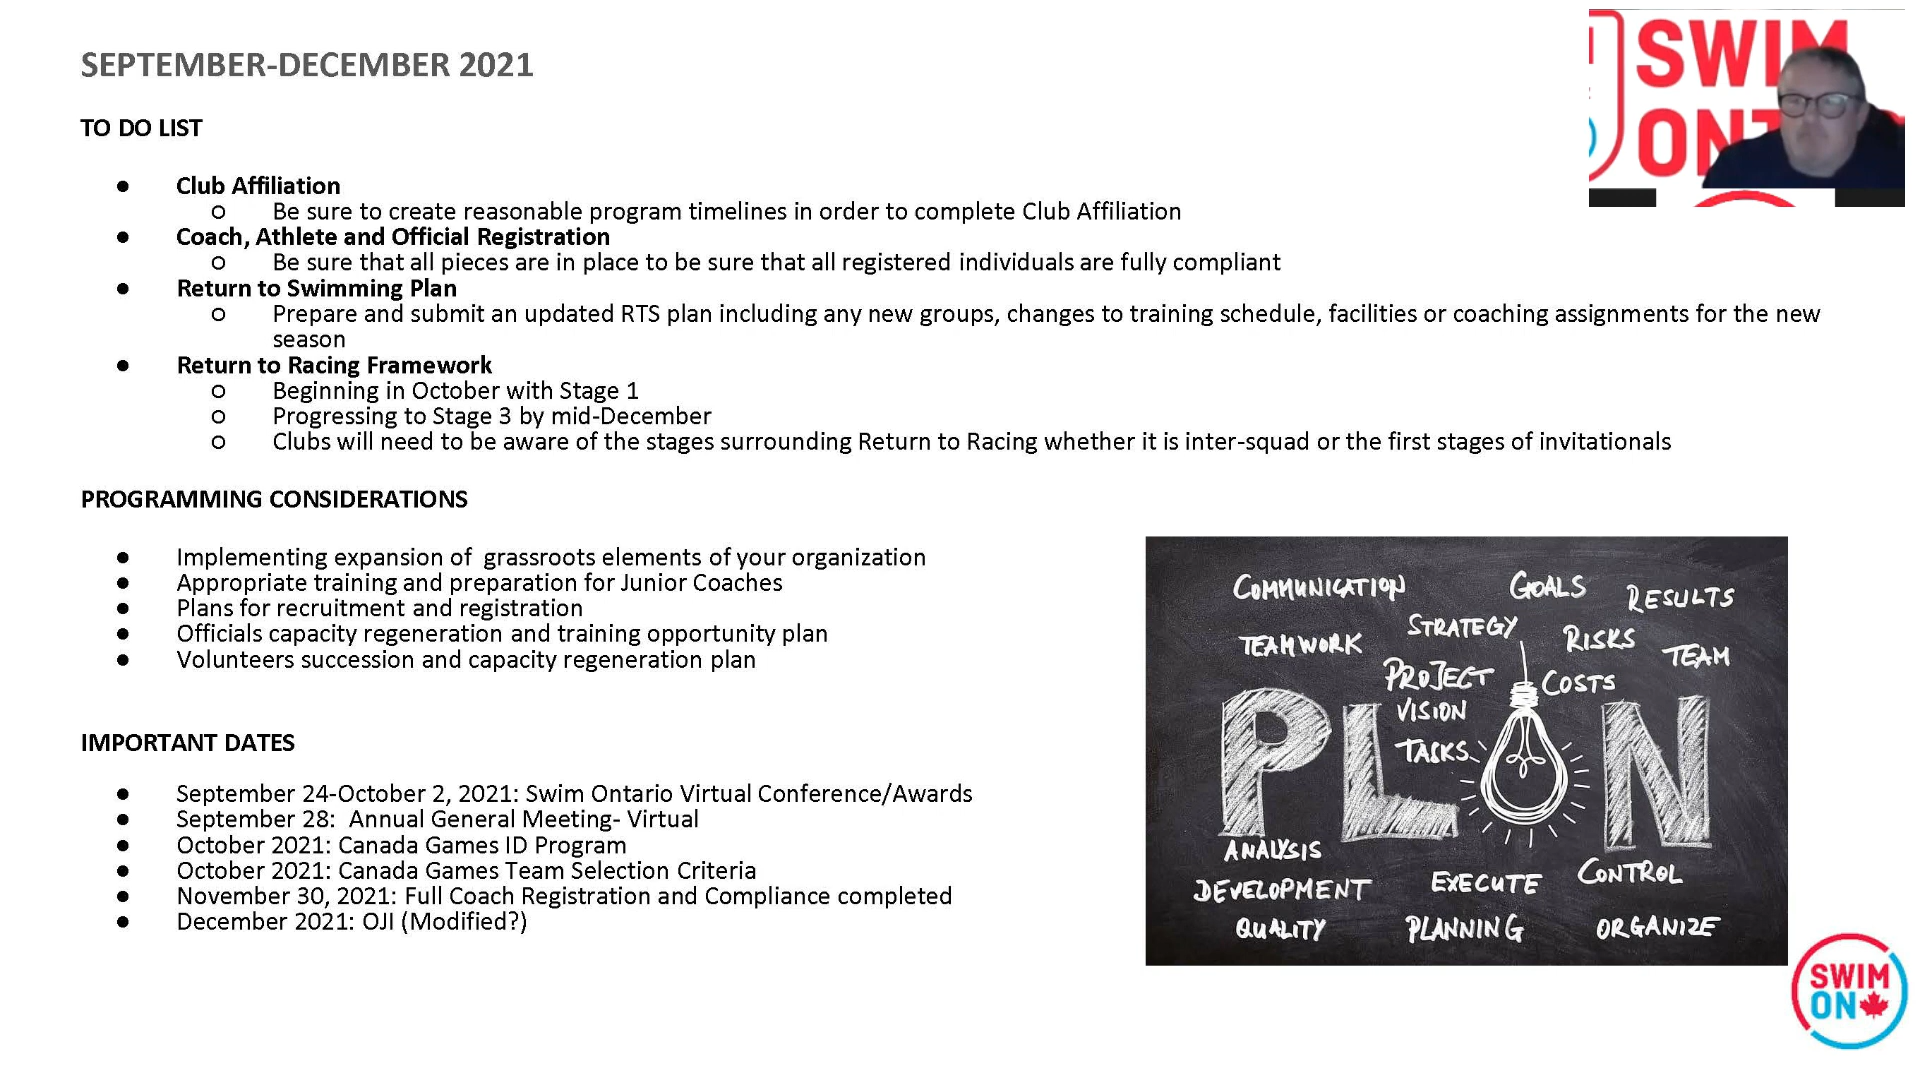 SEPTEMBER-DECEMBER 2021
TO DO LIST
● Club Affiliation
o Be sure to create reasonable program timelines in order to complete Club Affiliation
● Coach, Athlete and Official Registration
o Be sure that all pieces are in place to be sure that all registered individuals are fully compliant
● Return to Swimming Plan
o Prepare and submit an updated RTS plan including any new groups, changes to training schedule, facilities or coaching assignments for the new
season
● Return to Racing Framework
o Beginning in October with Stage 1
o Progressing to Stage 3 by mid-December
o Clubs will need to be aware of the stages surrounding Return to Racing whether it is inter-squad or the first stages of invitationals
PROGRAMMING CONSIDERATIONS
● Implementing expansion of  grassroots elements of your organization
● Appropriate training and preparation for Junior Coaches
● Plans for recruitment and registration
● Officials capacity regeneration and training opportunity plan
● Volunteers succession and capacity regeneration plan
IMPORTANT DATES
● September 24-October 2, 2021: Swim Ontario Virtual Conference/Awards
● September 28:  Annual General Meeting- Virtual
● October 2021: Canada Games ID Program
● October 2021: Canada Games Team Selection Criteria
● November 30, 2021: Full Coach Registration and Compliance completed
● December 2021: OJI (Modified?)
SWIM
ONT
COMMUNICATION
GOALS
RESULTS
STRATEGY
TEAMWORK
RISKS
TEAM
PROJECT
COSTS
VISION
TASKS
PLAN
ANALYSIS
DEVELOPMENT
EXECUTE
CONTROL
QUALITY
PLANNING
ORGANIZE
SWIM
ON